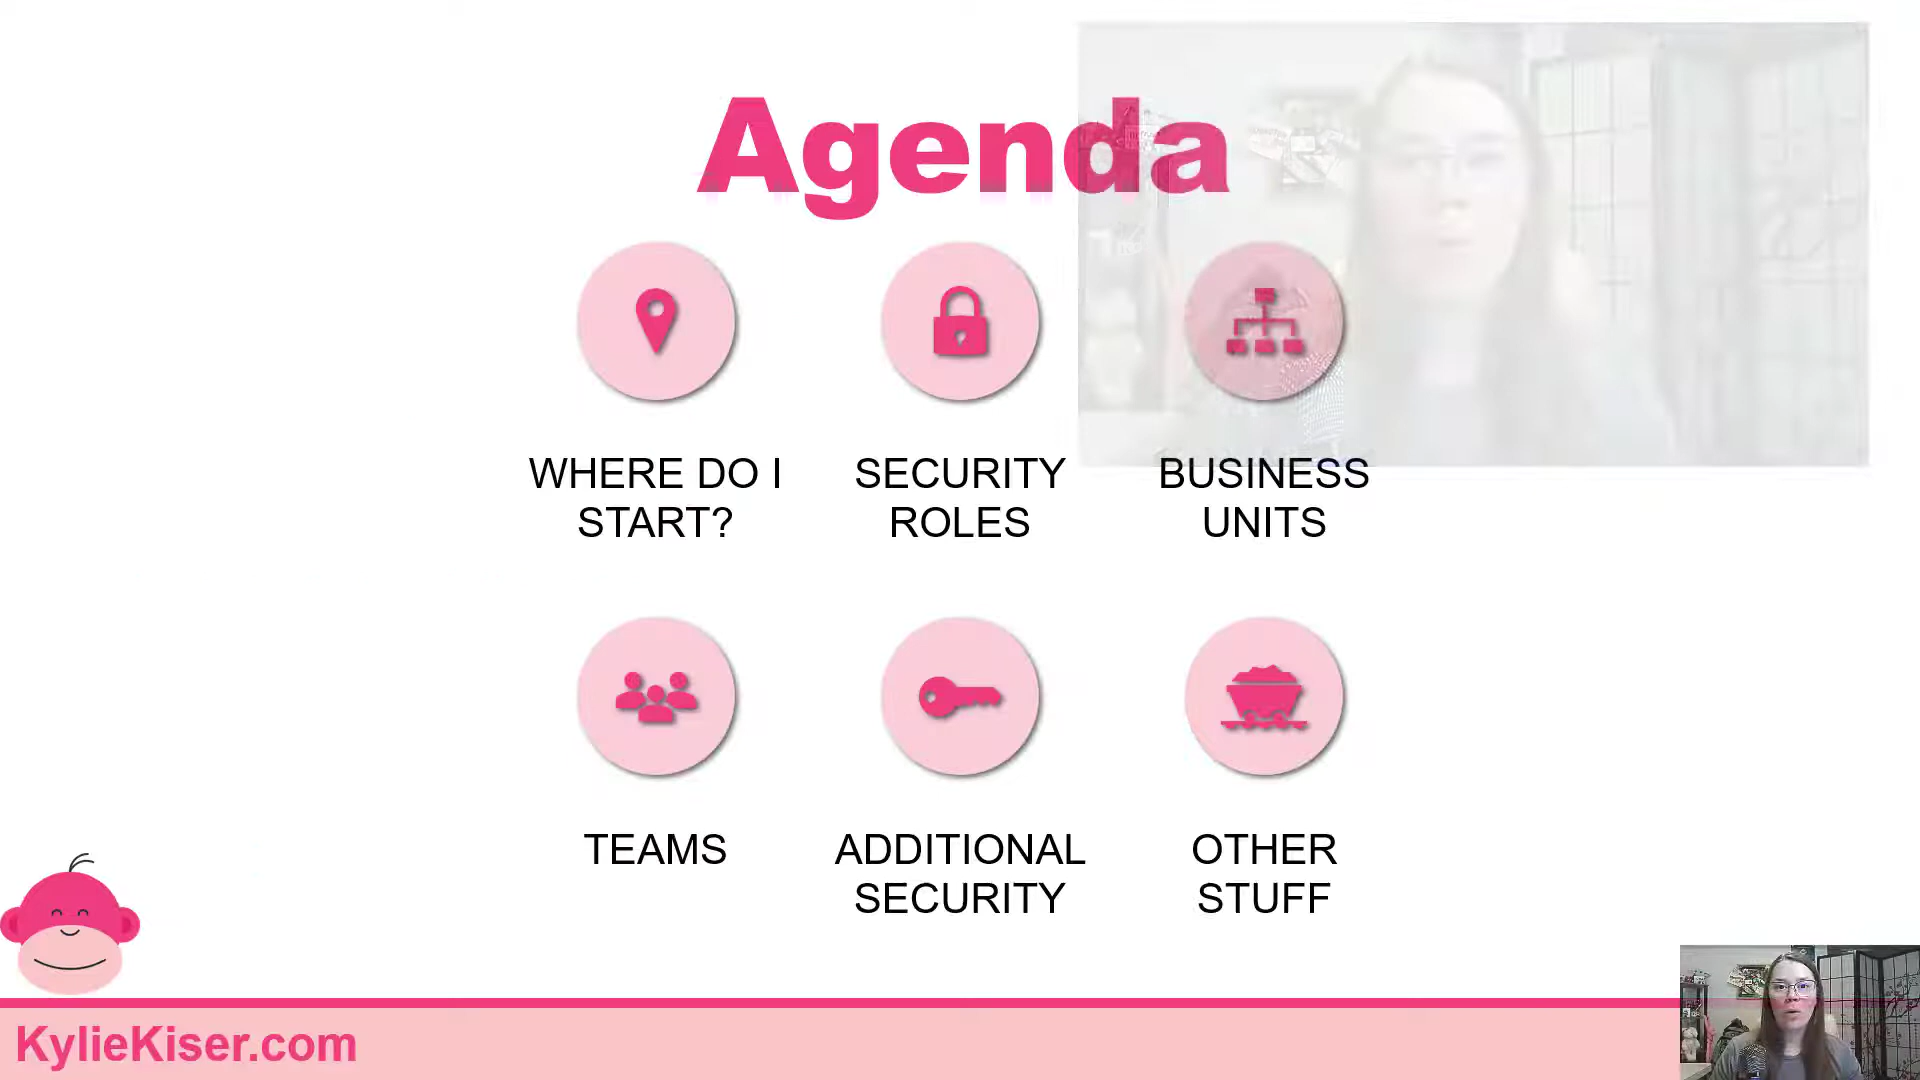 Agenda
WHERE DO I
START?
SECURITY
ROLES
BUSINESS
UNITS
TEAMS
ADDITIONAL
SECURITY
OTHER
STUFF
KylieKiser.com